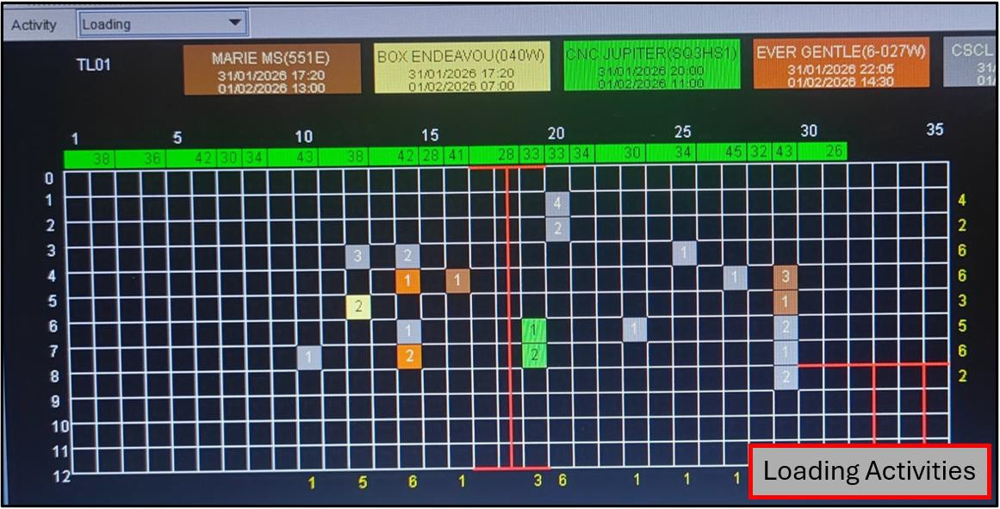 Activity Loading
TL01
MARIE MS(551E)
31/01/2026 17:20
01/02/2026 13:00
BOX ENDEAVOU(040W)
31/01/2026 17:20
01/02/2026 07:00
CNC JUPITER(SQ3HS1)
31/01/2026 20:00
01/02/2026 11:00
EVER GENTLE(6-027W)
31/01/2026 22:05
01/02/2026 14:30
CSCL
31/
01/
1 5 10 15 20 25 30 35
38 36 42 30 34 43 38 42 28 41 28 33 33 34 30 34 45 32 43 26
0
1 4 4
2 2 2
3 3 2 1 6
4 1 1 1 3 6
5 2 1 3
6 1 1 1 2 5
7 1 2 2 1 6
8 2 2
9
10
11
12
1 5 6 1 3 6 1 1 1
Loading Activities